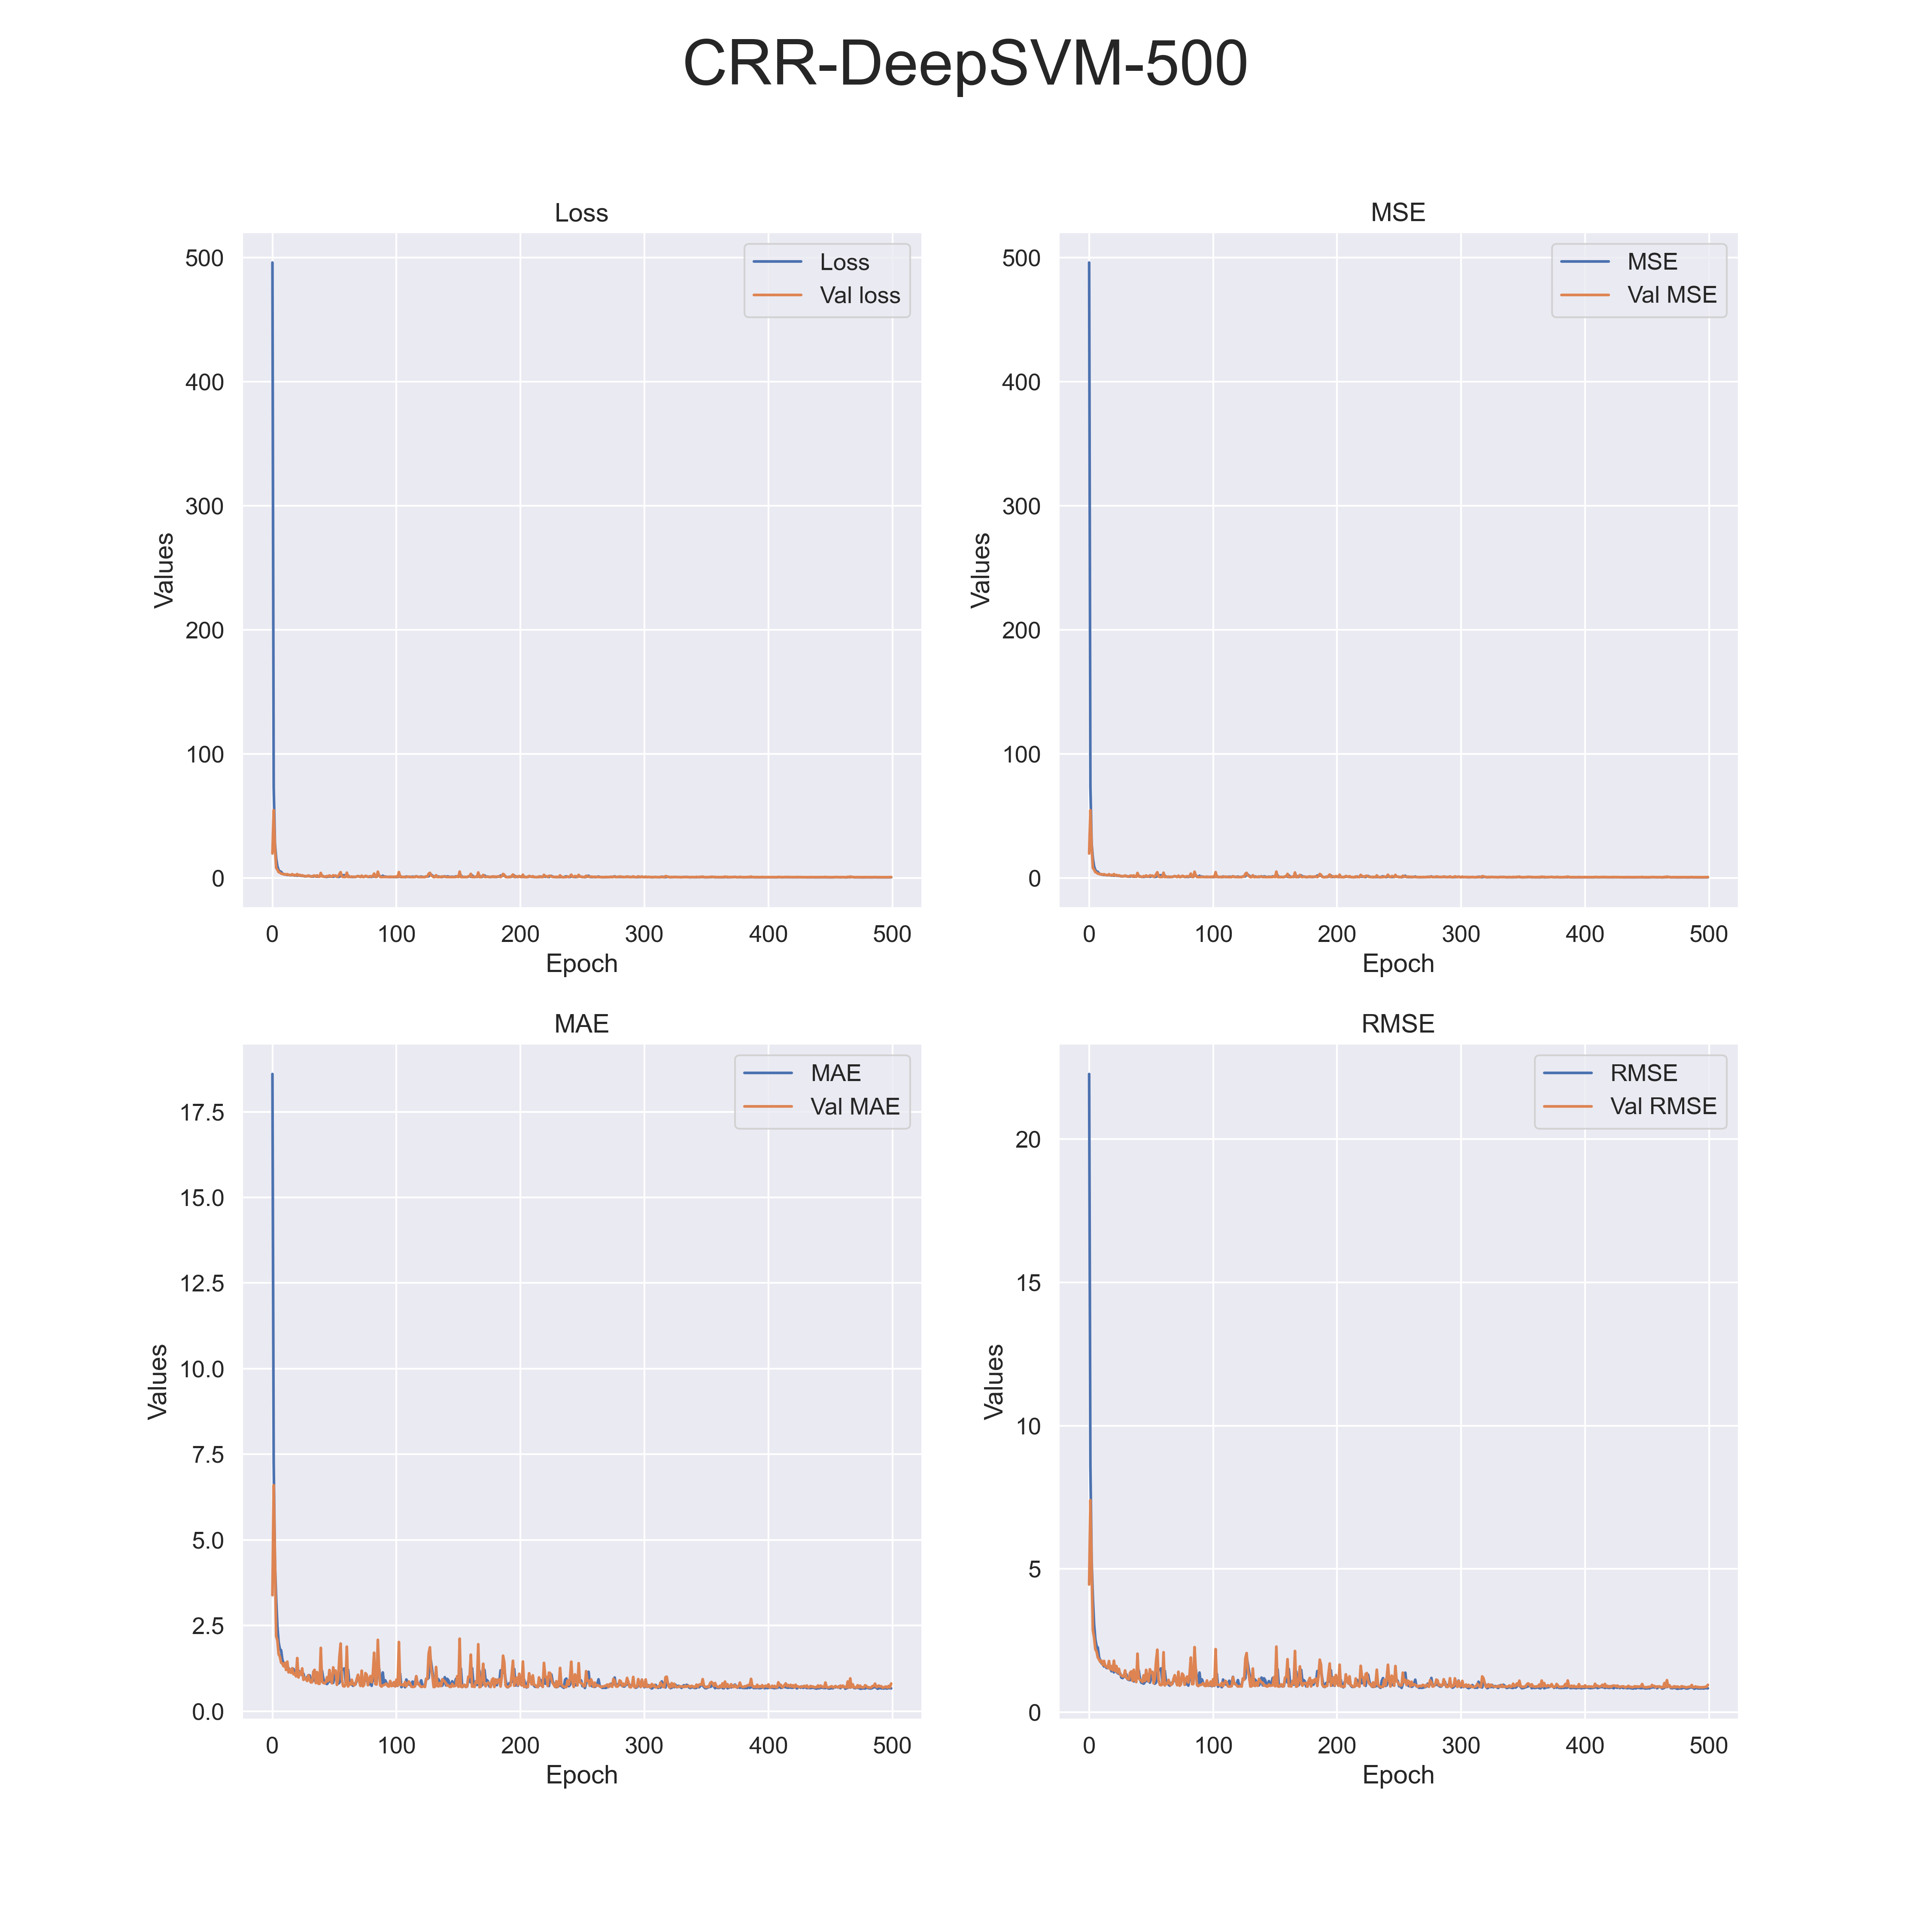 CRR-DeepSVM-500
Loss
Loss
Val loss
500
400
300
200
100
0
Values
0 100 200 300 400 500
Epoch
MSE
MSE
Val MSE
500
400
300
200
100
0
Values
0 100 200 300 400 500
Epoch
MAE
MAE
Val MAE
17.5
15.0
12.5
10.0
7.5
5.0
2.5
0.0
Values
0 100 200 300 400 500
Epoch
RMSE
RMSE
Val RMSE
20
15
10
5
0
Values
0 100 200 300 400 500
Epoch